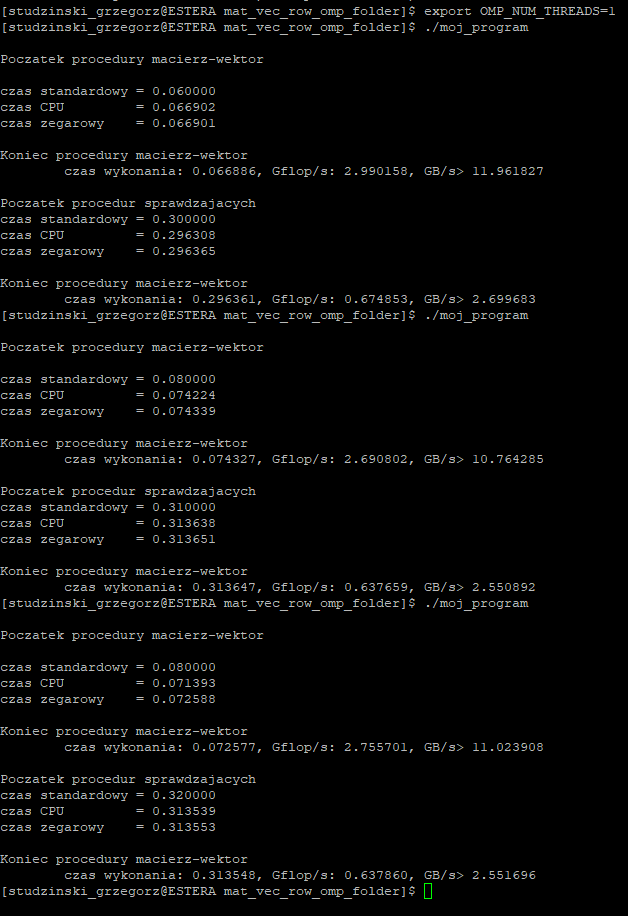 [studzinski_grzegorz@ESTERA mat_vec_row_omp_folder]$ export OMP_NUM_THREADS=1
[studzinski_grzegorz@ESTERA mat_vec_row_omp_folder]$ ./moj_program
Poczatek procedury macierz-wektor
czas standardowy = 0.060000
czas CPU         = 0.066902
czas zegarowy    = 0.066901
Koniec procedury macierz-wektor
        czas wykonania: 0.066886, Gflop/s: 2.990158, GB/s> 11.961827
Poczatek procedur sprawdzajacych
czas standardowy = 0.300000
czas CPU         = 0.296308
czas zegarowy    = 0.296365
Koniec procedury macierz-wektor
        czas wykonania: 0.296361, Gflop/s: 0.674853, GB/s> 2.699683
[studzinski_grzegorz@ESTERA mat_vec_row_omp_folder]$ ./moj_program
Poczatek procedury macierz-wektor
czas standardowy = 0.080000
czas CPU         = 0.074224
czas zegarowy    = 0.074339
Koniec procedury macierz-wektor
        czas wykonania: 0.074327, Gflop/s: 2.690802, GB/s> 10.764285
Poczatek procedur sprawdzajacych
czas standardowy = 0.310000
czas CPU         = 0.313638
czas zegarowy    = 0.313651
Koniec procedury macierz-wektor
        czas wykonania: 0.313647, Gflop/s: 0.637659, GB/s> 2.550892
[studzinski_grzegorz@ESTERA mat_vec_row_omp_folder]$ ./moj_program
Poczatek procedury macierz-wektor
czas standardowy = 0.080000
czas CPU         = 0.071393
czas zegarowy    = 0.072588
Koniec procedury macierz-wektor
        czas wykonania: 0.072577, Gflop/s: 2.755701, GB/s> 11.023908
Poczatek procedur sprawdzajacych
czas standardowy = 0.320000
czas CPU         = 0.313539
czas zegarowy    = 0.313553
Koniec procedury macierz-wektor
        czas wykonania: 0.313548, Gflop/s: 0.637860, GB/s> 2.551696
[studzinski_grzegorz@ESTERA mat_vec_row_omp_folder]$